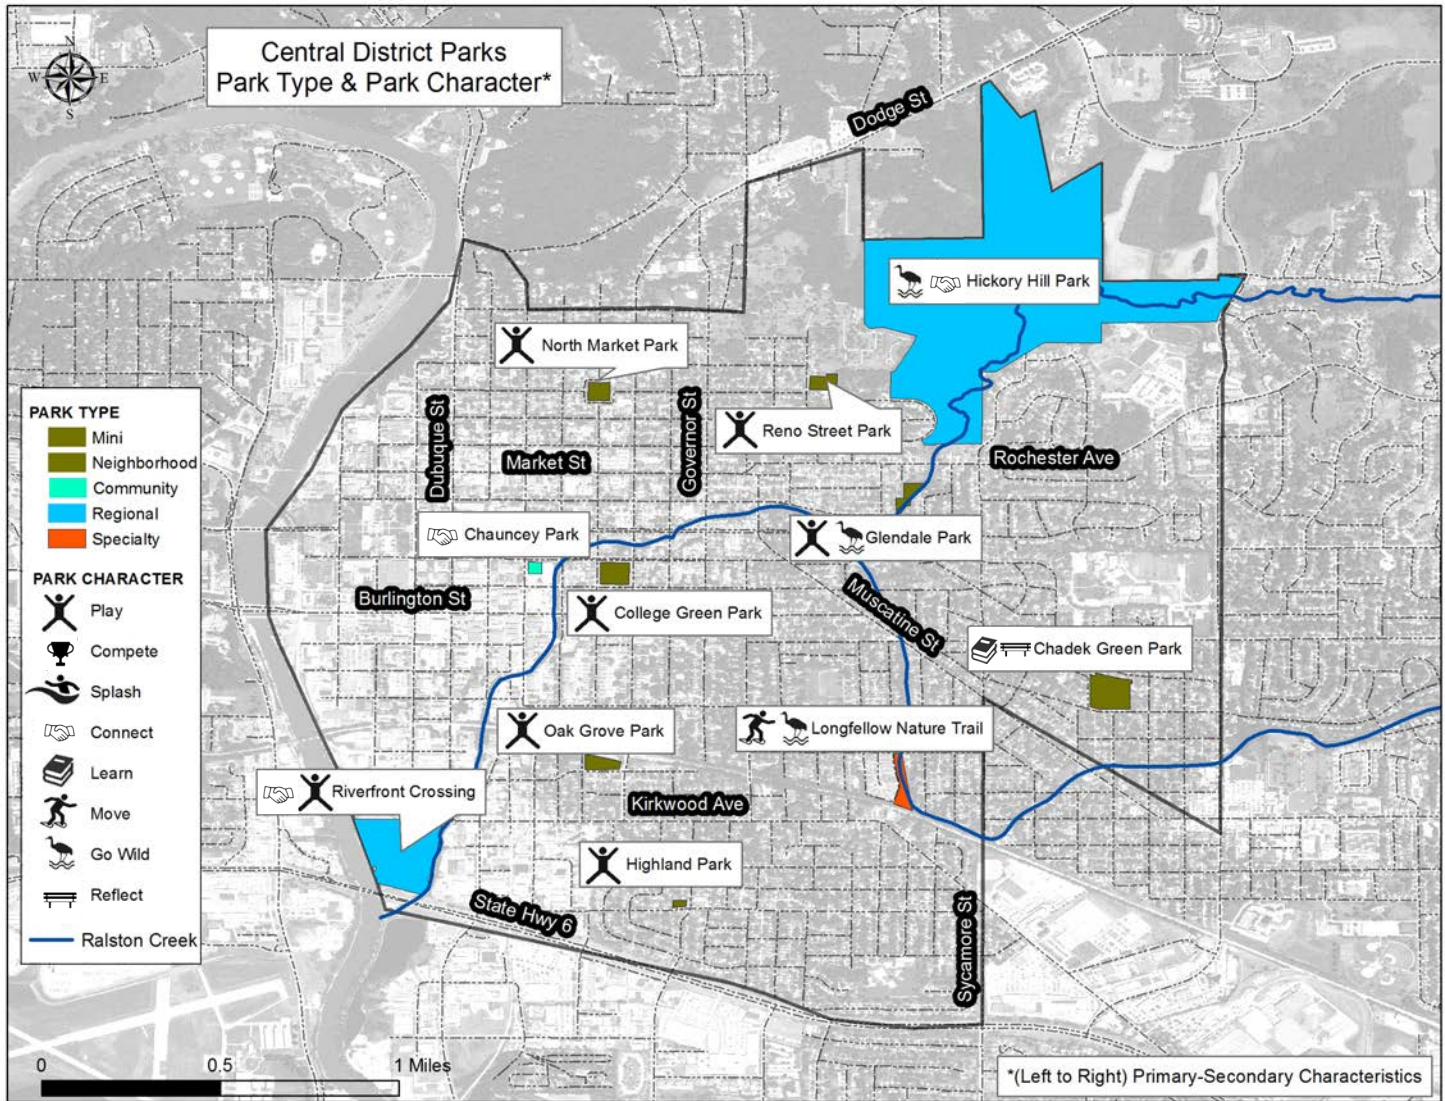 Central District Parks
Park Type & Park Character*
N
W
E
S
Dodge St
Hickory Hill Park
North Market Park
Reno Street Park
Dubuque St
Governor St
Market St
Rochester Ave
Chauncey Park
Glendale Park
Burlington St
College Green Park
Muscatine St
Chadek Green Park
Oak Grove Park
Longfellow Nature Trail
Riverfront Crossing
Kirkwood Ave
Highland Park
State Hwy 6
Sycamore St
PARK TYPE
Mini
Neighborhood
Community
Regional
Specialty
PARK CHARACTER
Play
Compete
Splash
Connect
Learn
Move
Go Wild
Reflect
Ralston Creek
0 0.5 1 Miles
*(Left to Right) Primary-Secondary Characteristics